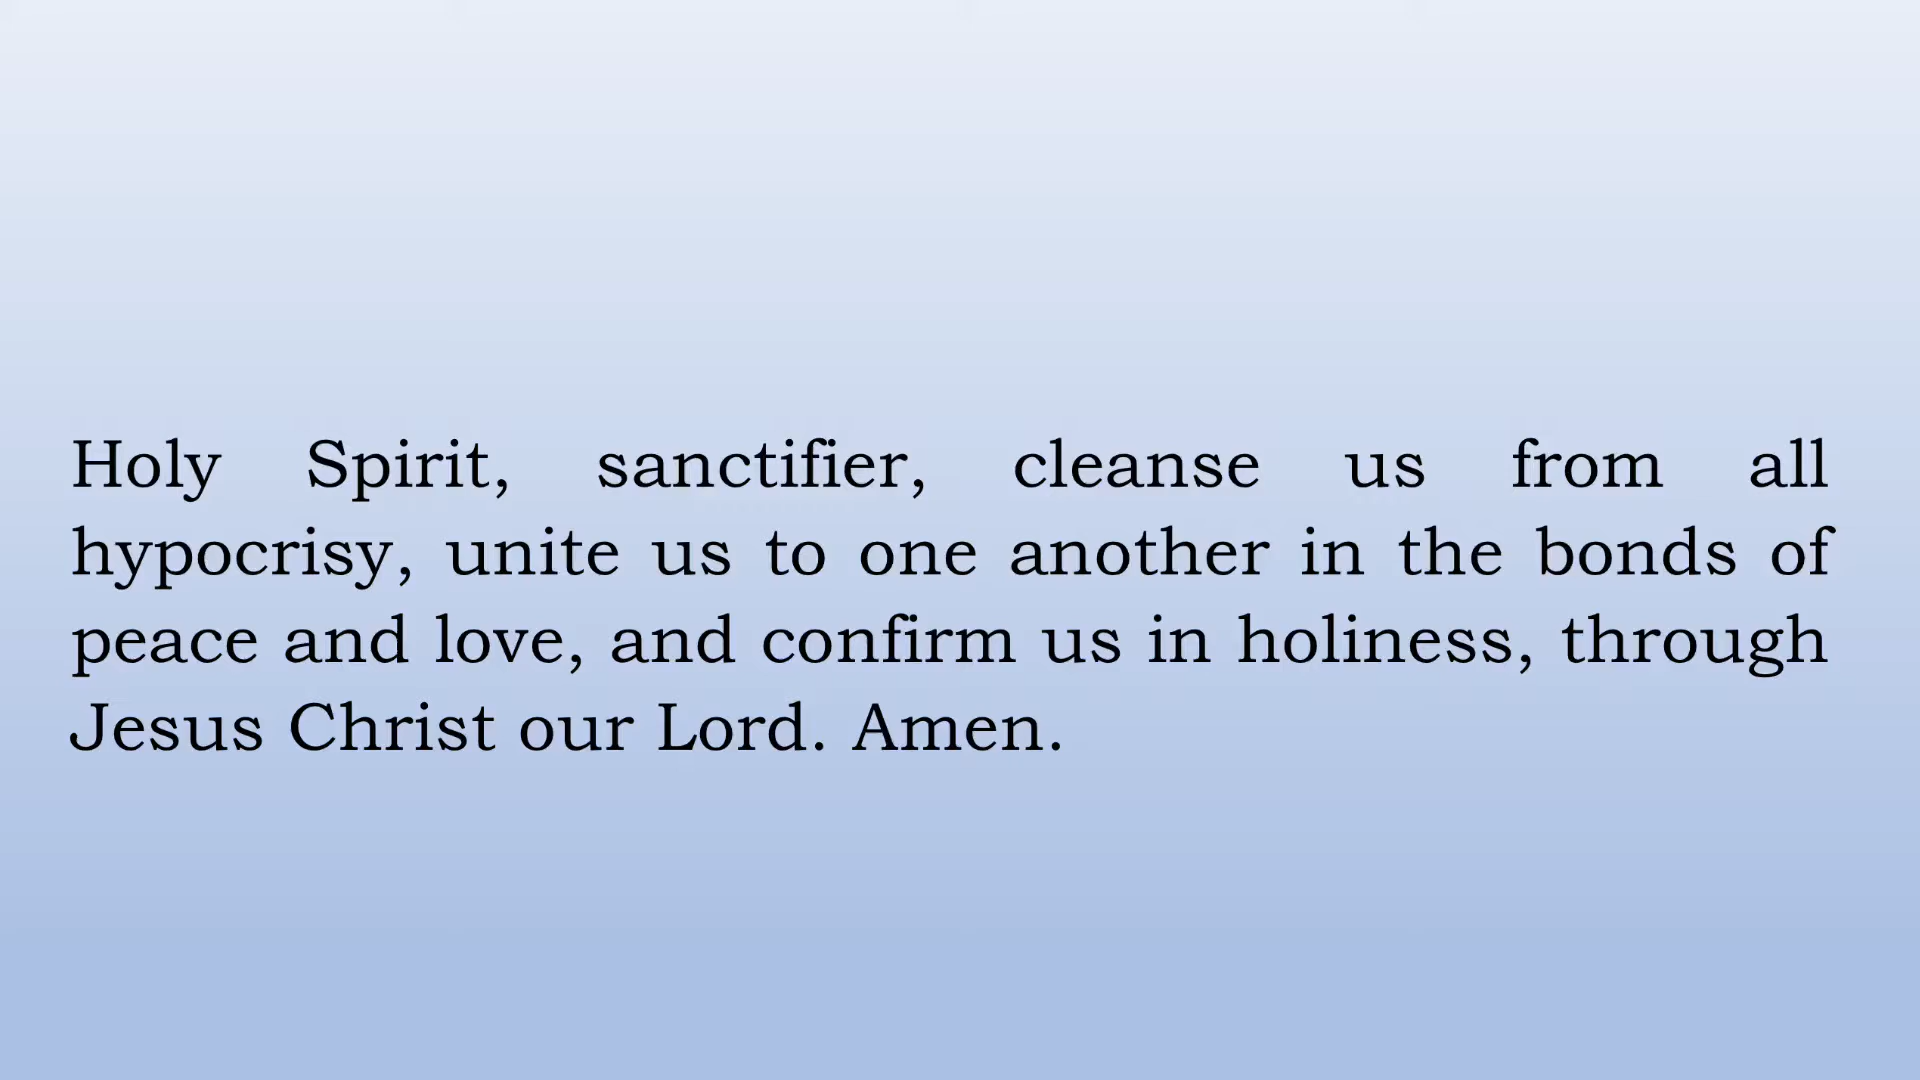 Holy Spirit, sanctifier, cleanse us from all
hypocrisy, unite us to one another in the bonds of
peace and love, and confirm us in holiness, through
Jesus Christ our Lord. Amen.